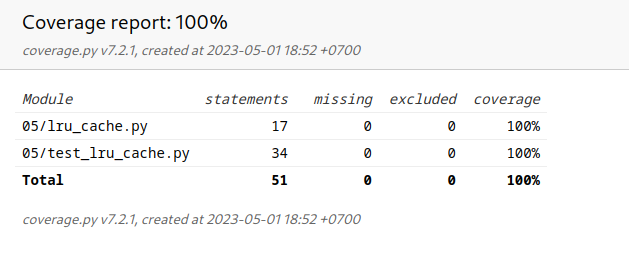 Coverage report: 100%
coverage.py v7.2.1, created at 2023-05-01 18:52 +0700
Module statements missing excluded coverage
05/lru_cache.py 17 0 0 100%
05/test_lru_cache.py 34 0 0 100%
Total 51 0 0 100%
coverage.py v7.2.1, created at 2023-05-01 18:52 +0700